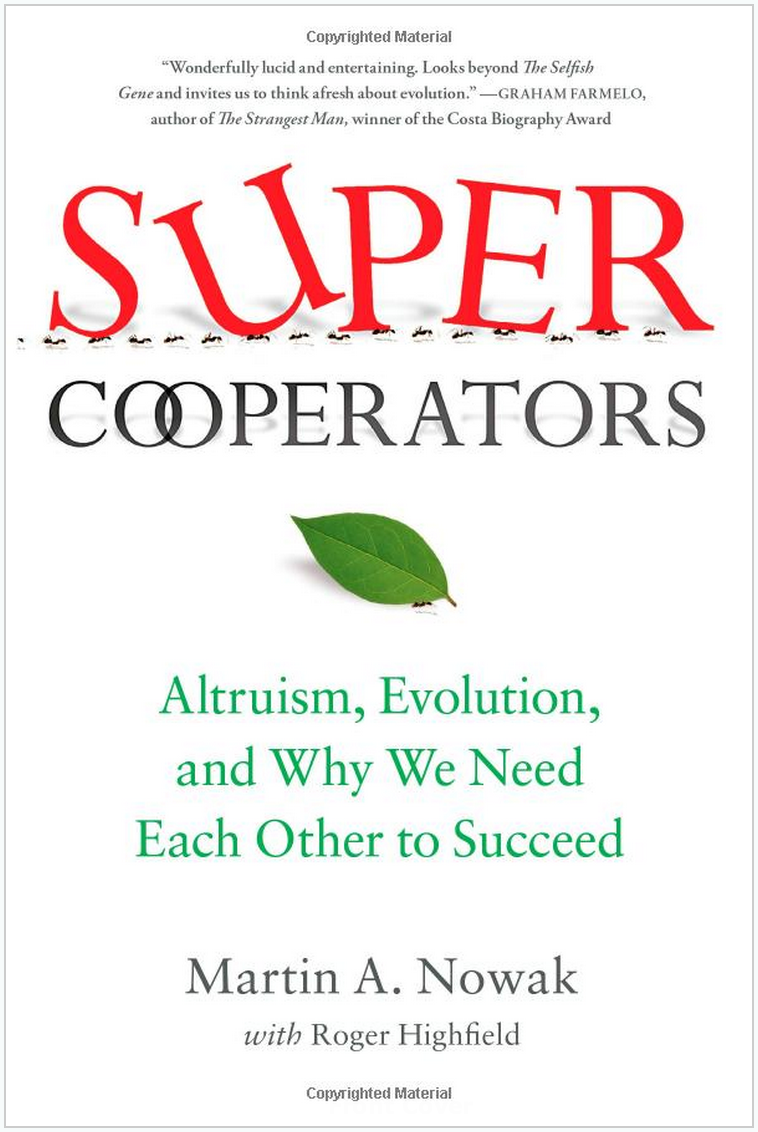 Copyrighted Material
“Wonderfully lucid and entertaining. Looks beyond The Selfish
Gene and invites us to think afresh about evolution.” —GRAHAM FARMELO,
author of The Strangest Man, winner of the Costa Biography Award
SUPER
COOPERATORS
Altruism, Evolution,
and Why We Need
Each Other to Succeed
Martin A. Nowak
with Roger Highfield
Copyrighted Material